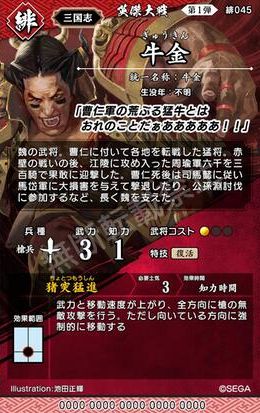 緋
三国志
英傑大戦
第1弾
緋045
ぎゅうきん
牛金
統一名称:牛金
生没年:不明
「曹仁軍の荒ぶる猛牛とは
おれのことだぁああああああ!!」
魏の武将。曹仁に付いて各地を転戦した猛将。赤
壁の戦いの後、江陵に攻め入った周瑜軍六千を三
百騎で果敢に迎撃した。曹仁死後は司馬懿に従い
馬岱軍に大損害を与えて撃退したり、公孫淵討伐
に参加するなど、長く魏を支えた。
兵種 武力 知力 武将コスト
槍兵 3 1 特技 復活
ちょとつもうしん
猪突猛進
必要士気 効果時間
3 知力時間
効果範囲
武力と移動速度が上がり、全方向に槍の無
敵攻撃を行う。ただし向いている方向に強
制的に移動する
Illustration:池田正輝
©SEGA
0000-0000-0000-0000-0000